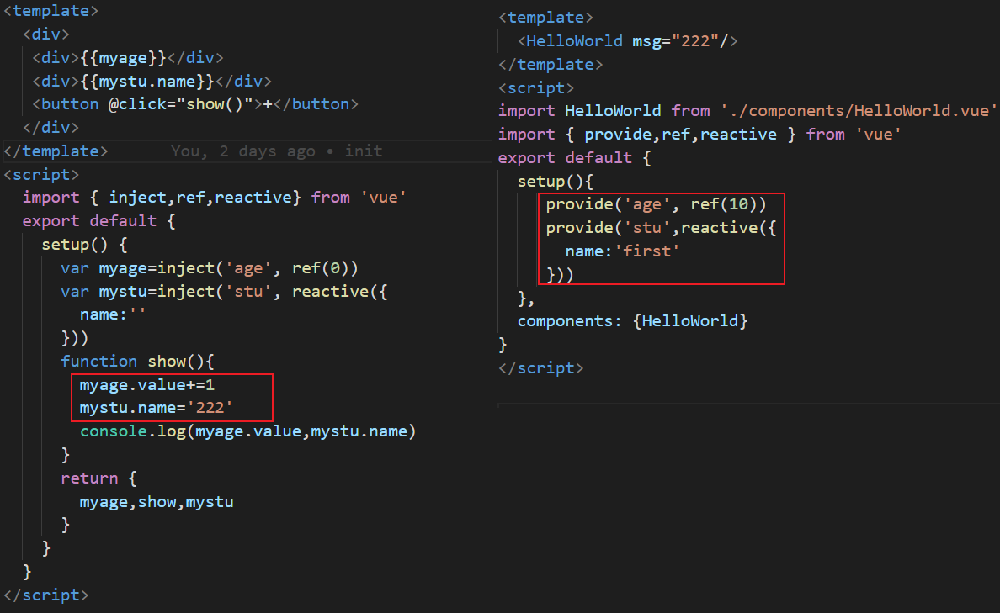 <template>
  <div>
   <div>{{myage}}</div>
   <div>{{mystu.name}}</div>
   <button @click="show()">+</button>
  </div>
</template>      You, 2 days ago • init
<script>
  import { inject,ref,reactive} from 'vue'
  export default {
    setup() {
      var myage=inject('age', ref(0))
      var mystu=inject('stu', reactive({
        name:''
      }))
      function show(){
        myage.value+=1
        mystu.name='222'
        console.log(myage.value,mystu.name)
      }
      return {
        myage,show,mystu
      }
    }
  }
</script>
<template>
  <HelloWorld msg="222"/>
</template>
<script>
import HelloWorld from './components/HelloWorld.vue'
import { provide,ref,reactive } from 'vue'
export default {
  setup(){
     provide('age', ref(10))
     provide('stu',reactive({
       name:'first'
     }))
  },
  components: {HelloWorld}
}
</script>